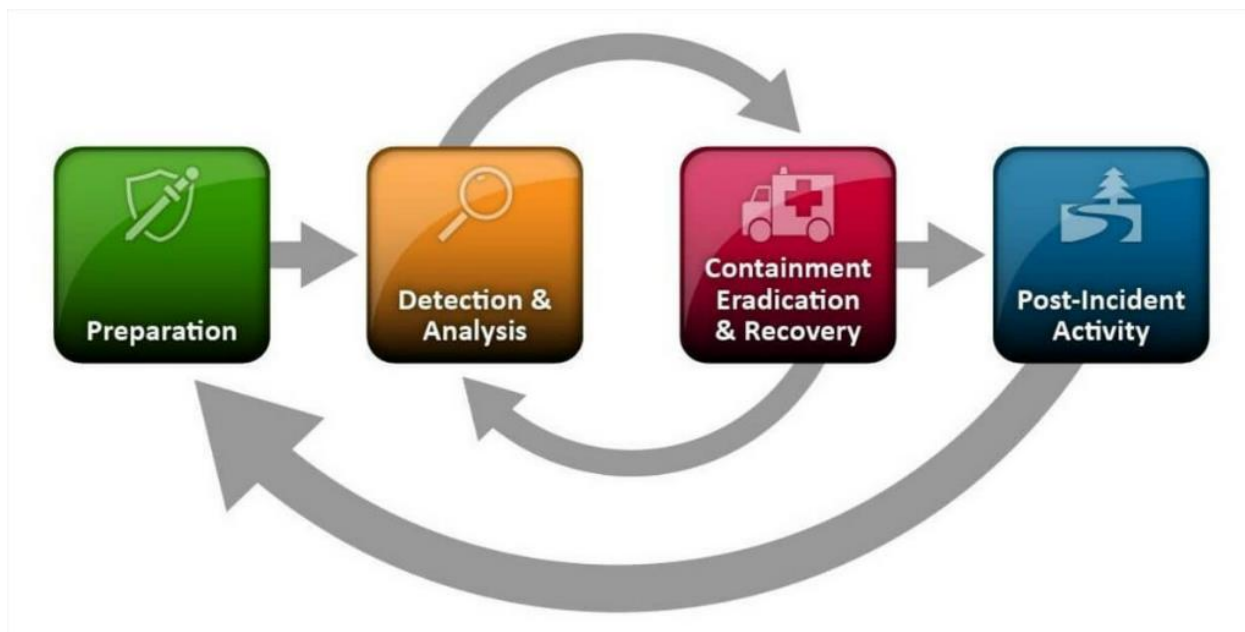 Preparation
Detection &
Analysis
Containment
Eradication
& Recovery
Post-Incident
Activity